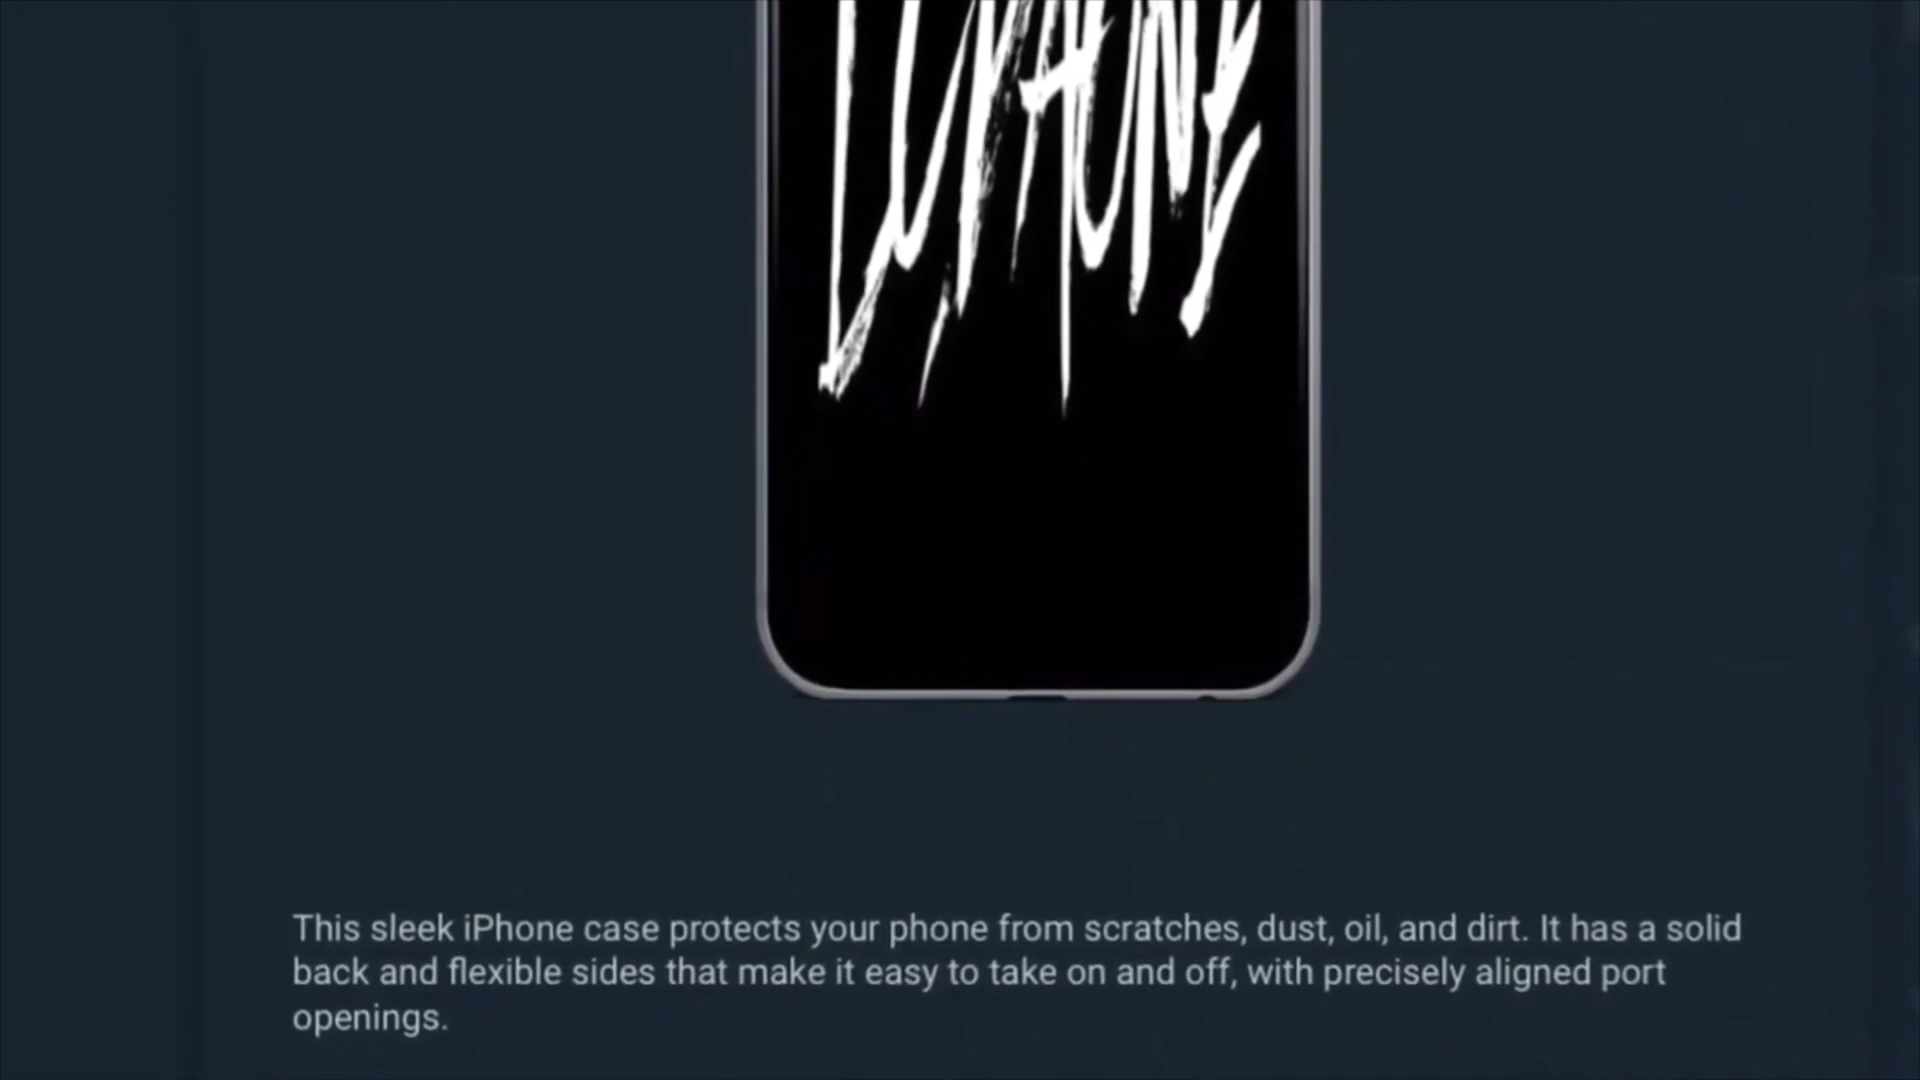 This sleek iPhone case protects your phone from scratches, dust, oil, and dirt. It has a solid
back and flexible sides that make it easy to take on and off, with precisely aligned port
openings.